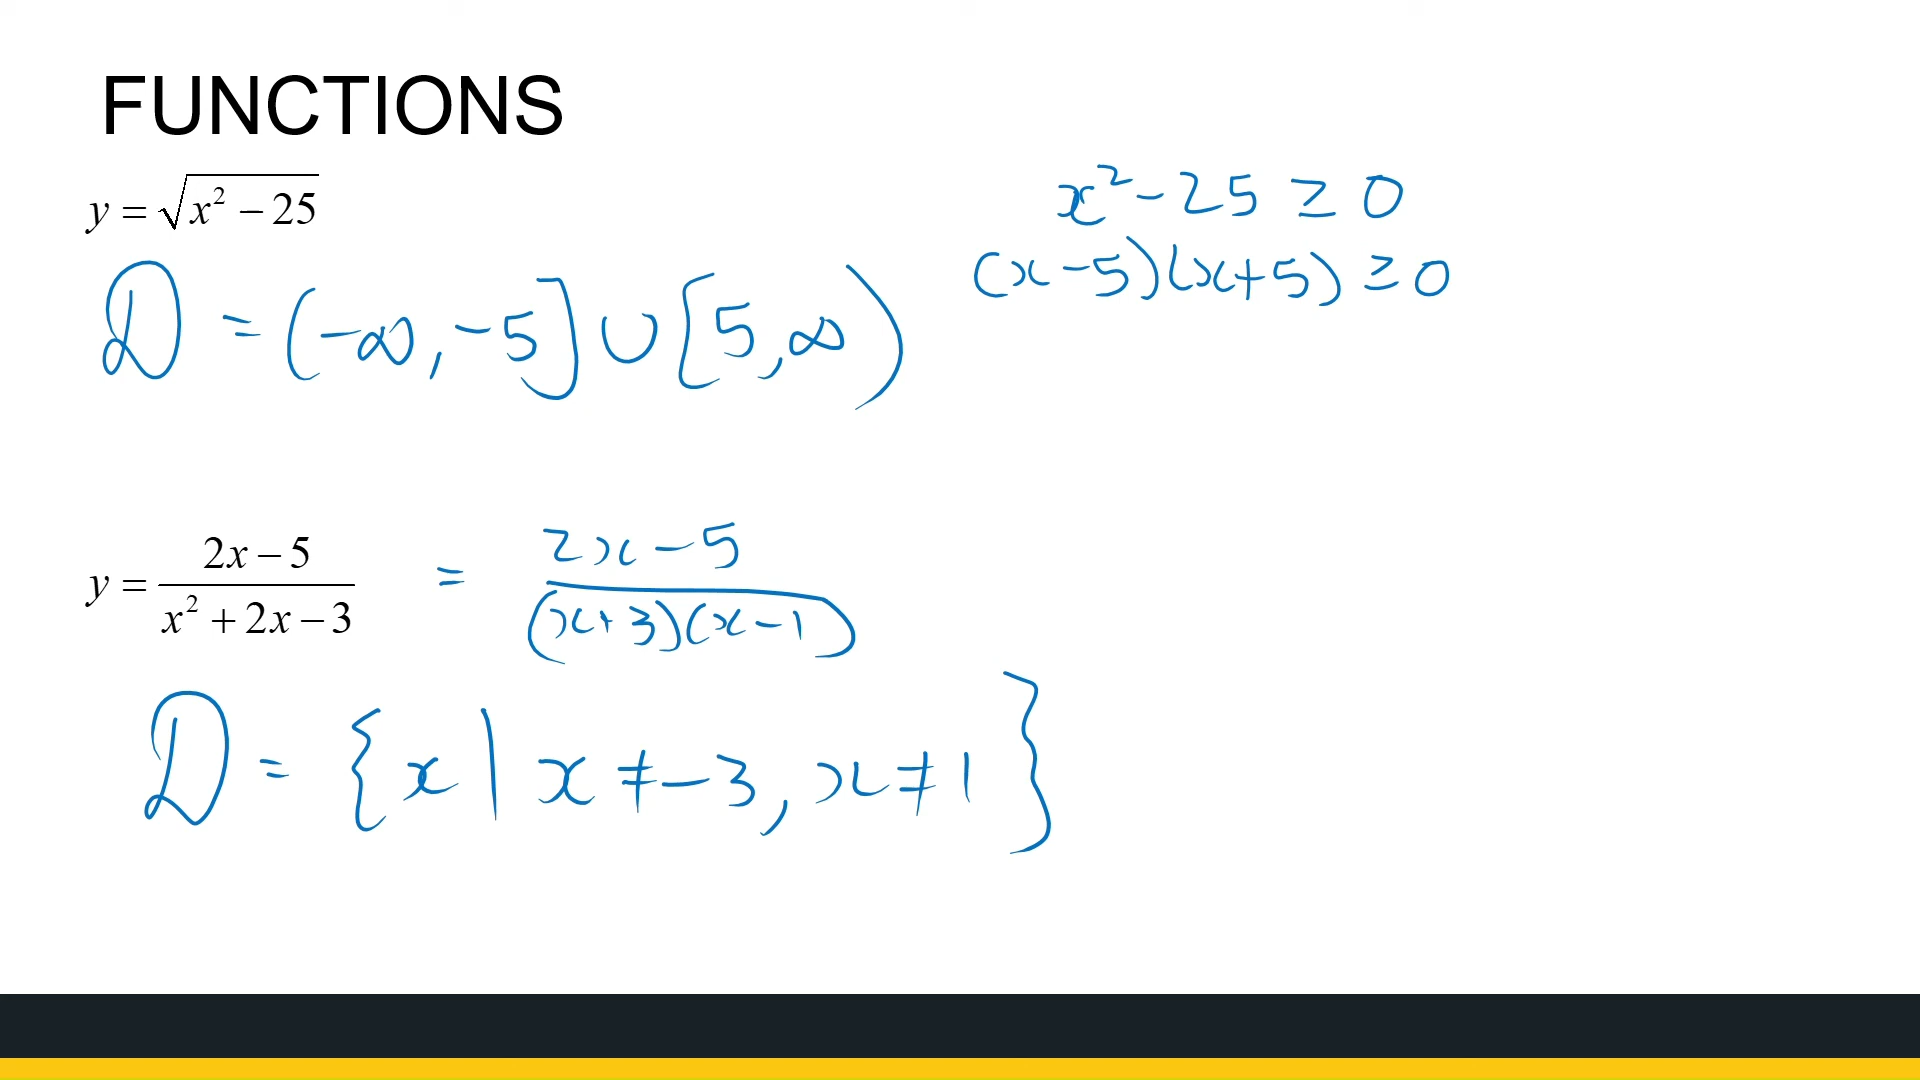 FUNCTIONS
y = √(x² − 25)
x² − 25 ≥ 0
(x − 5)(x + 5) ≥ 0
D = (−∞, −5] ∪ [5, ∞)
y = (2x − 5)/(x² + 2x − 3) = (2x − 5)/((x + 3)(x − 1))
D = {x | x ≠ −3, x ≠ 1}